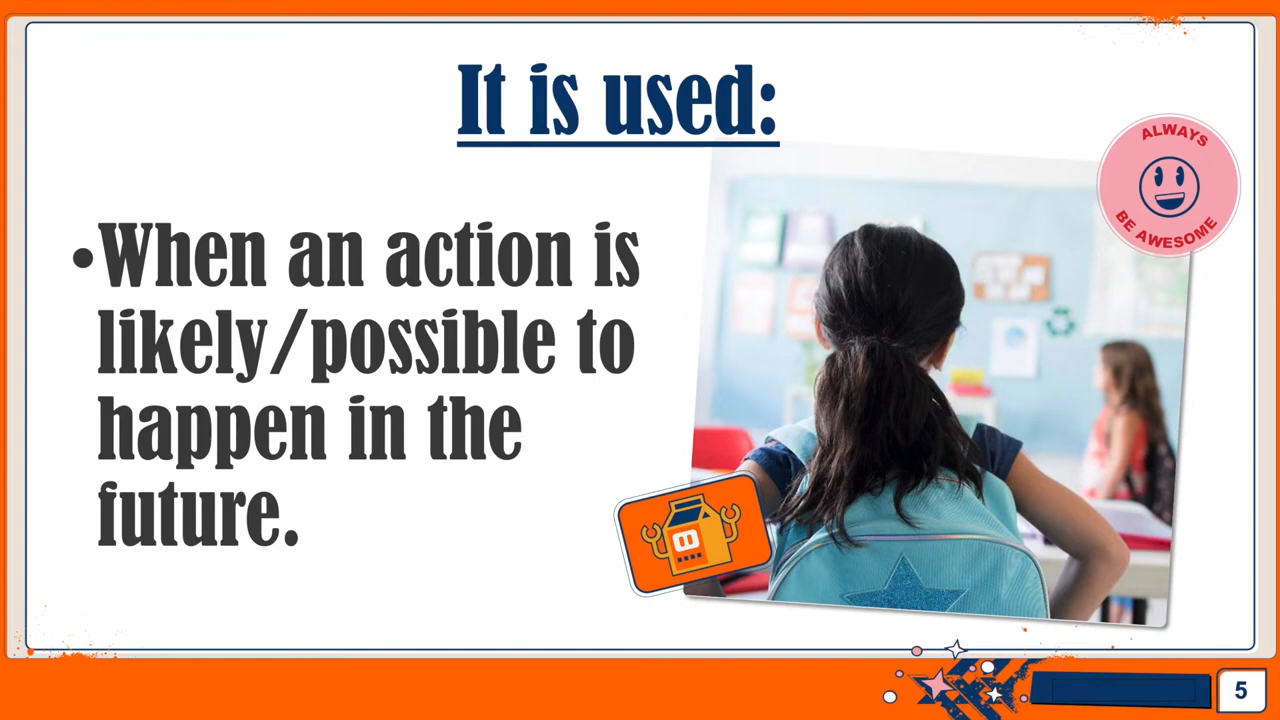 It is used:
ALWAYS
BE AWESOME
•When an action is
likely/possible to
happen in the
future.
5